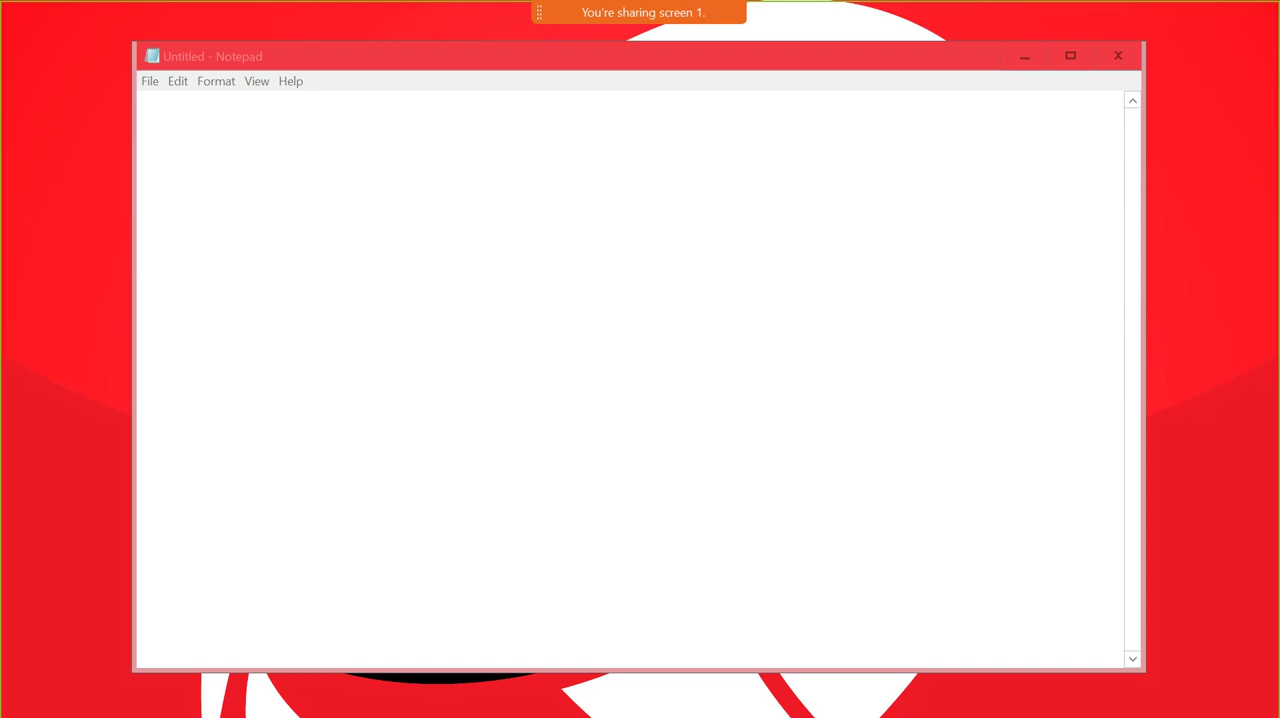 You're sharing screen 1.
Untitled - Notepad
File Edit Format View Help